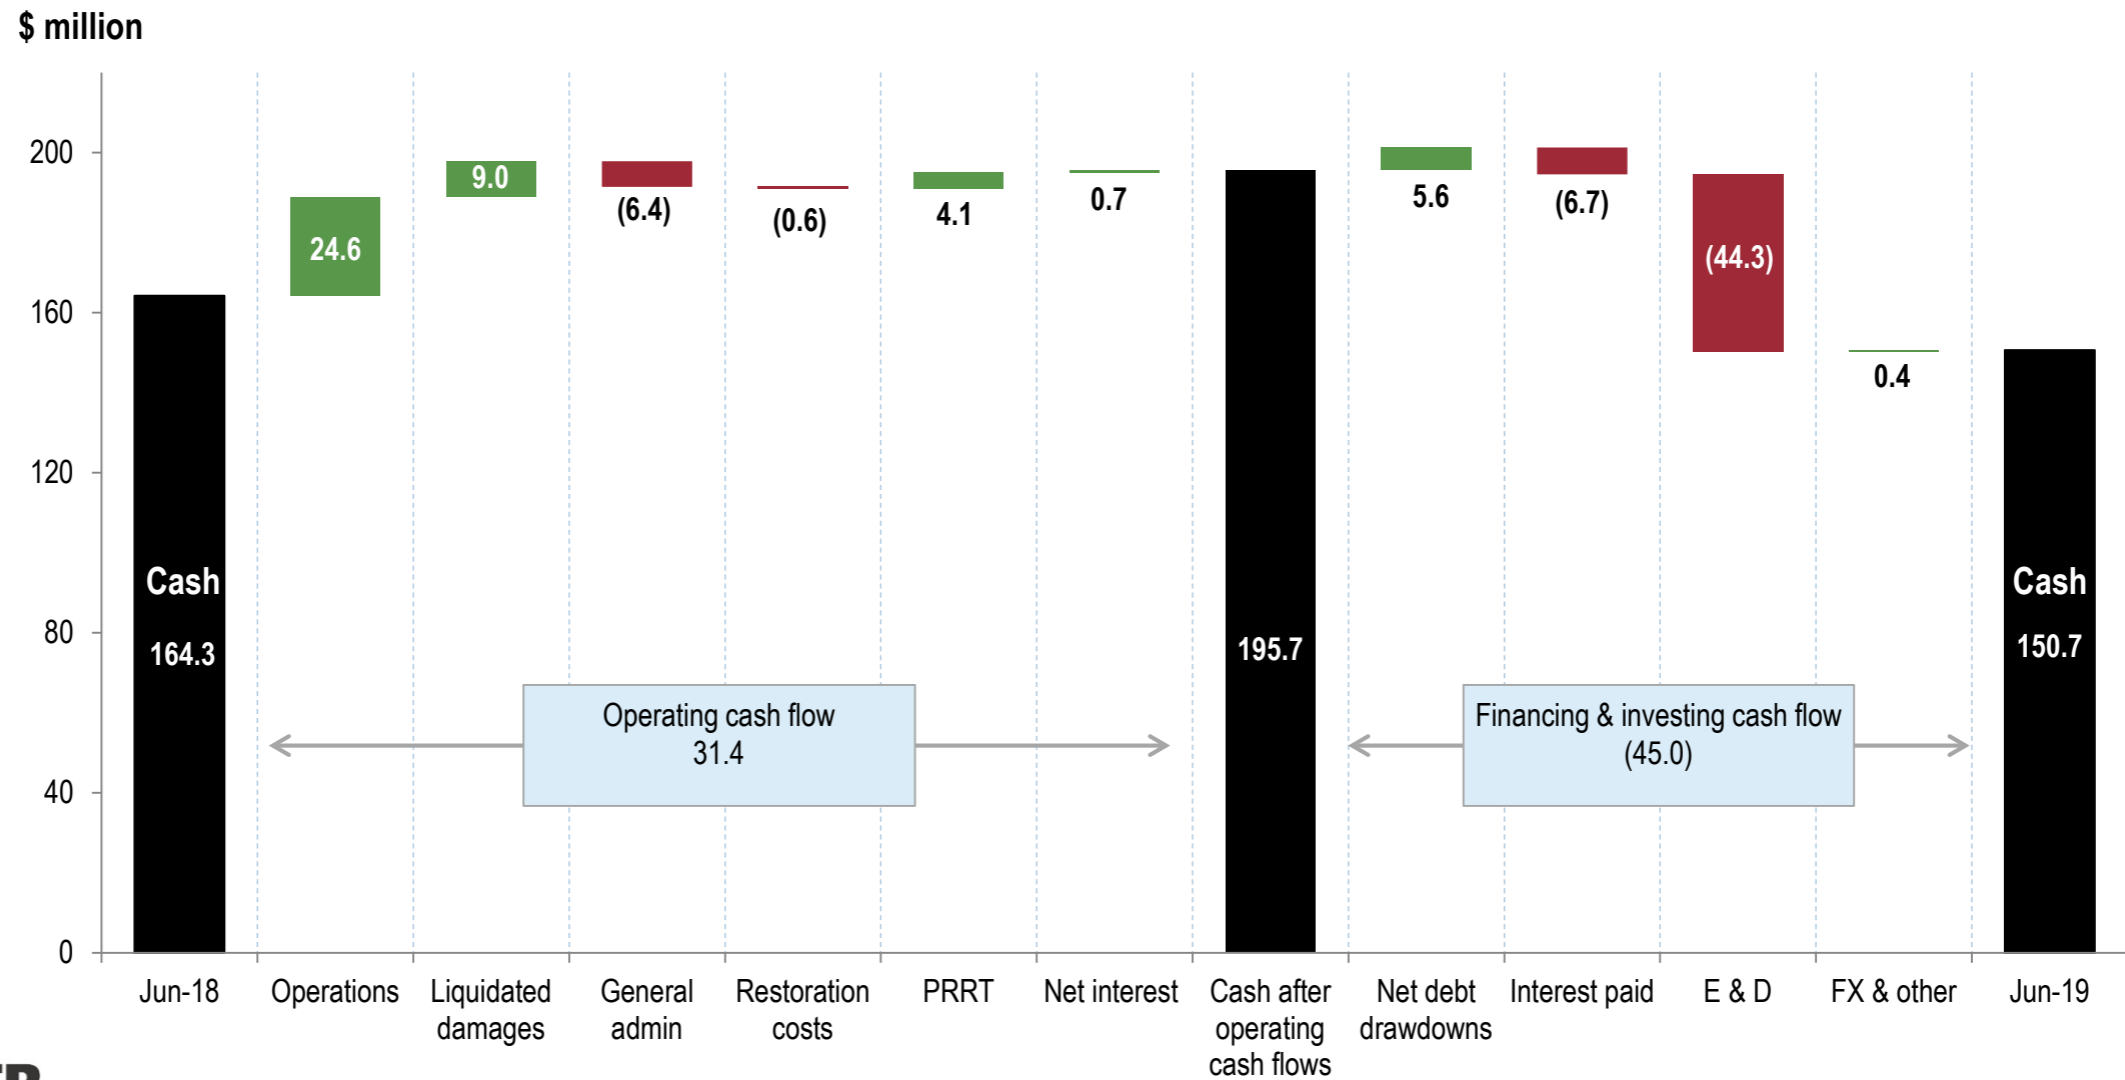 $ million
200
160
120
80
40
0
Cash
164.3
24.6
9.0
(6.4)
(0.6)
4.1
0.7
195.7
5.6
(6.7)
(44.3)
0.4
Cash
150.7
Operating cash flow
31.4
Financing & investing cash flow
(45.0)
Jun-18
Operations
Liquidated
damages
General
admin
Restoration
costs
PRRT
Net interest
Cash after
operating
cash flows
Net debt
drawdowns
Interest paid
E & D
FX & other
Jun-19